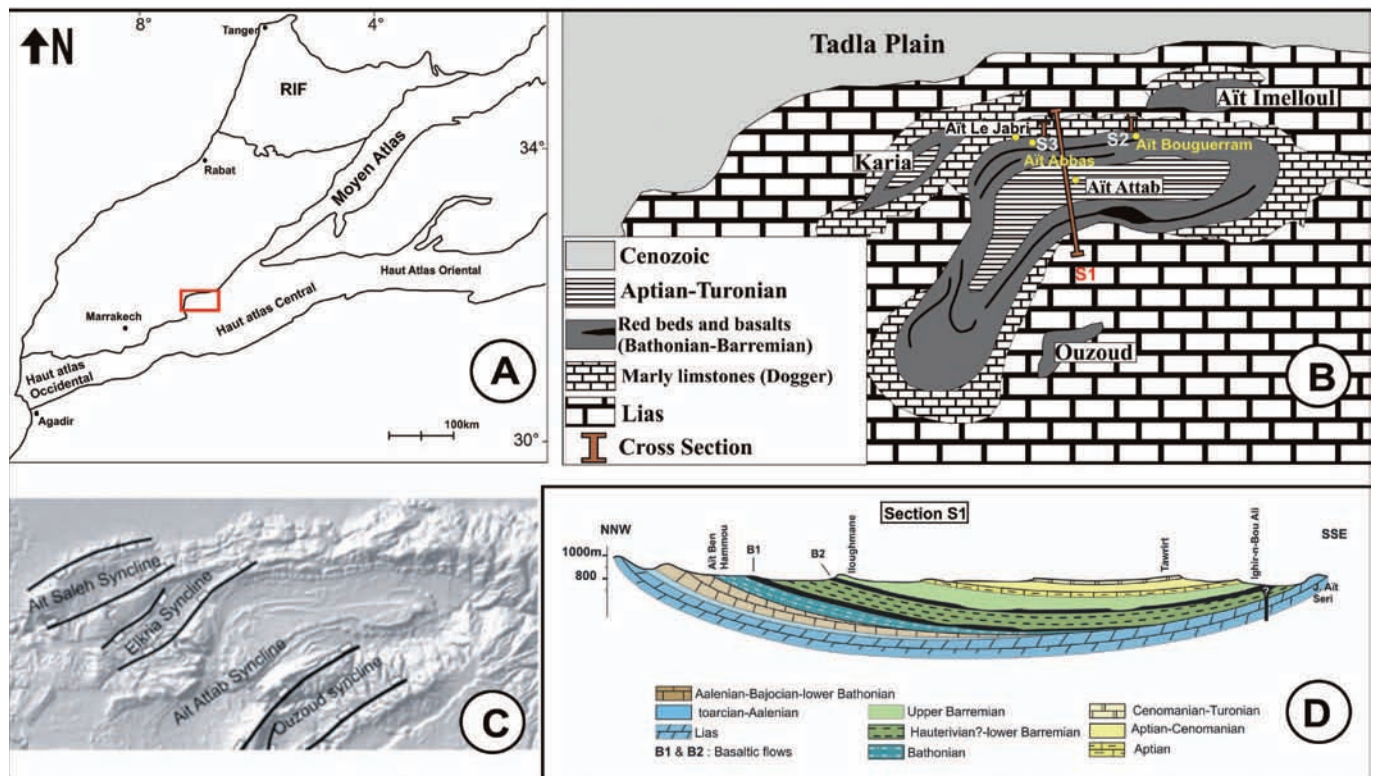 8°
4°
N
Tanger
RIF
Rabat
Moyen Atlas
34°
Haut Atlas Oriental
Haut atlas Central
Marrakech
Haut atlas
Occidental
Agadir
100km
30°
A
Tadla Plain
Aït Imelloul
Aït Le Jabri
S3
S2
Aït Bouguerram
Karia
Aït Abbas
Aït Attab
S1
Ouzoud
B
Cenozoic
Aptian-Turonian
Red beds and basalts
(Bathonian-Barremian)
Marly limstones (Dogger)
Lias
Cross Section
Ait Saleh Syncline
Elkria Syncline
Ait Attab Syncline
Ouzoud syncline
C
Section S1
NNW
SSE
1000m.
800
Aït Ben
Hammou
B1
B2
Iloughmane
Tawrirt
Ighir-n-Bou Ali
J. Aït
Seri
Aalenian-Bajocian-lower Bathonian
toarcian-Aalenian
Lias
B1 & B2 : Basaltic flows
Upper Barremian
Hauterivian?-lower Barremian
Bathonian
Cenomanian-Turonian
Aptian-Cenomanian
Aptian
D